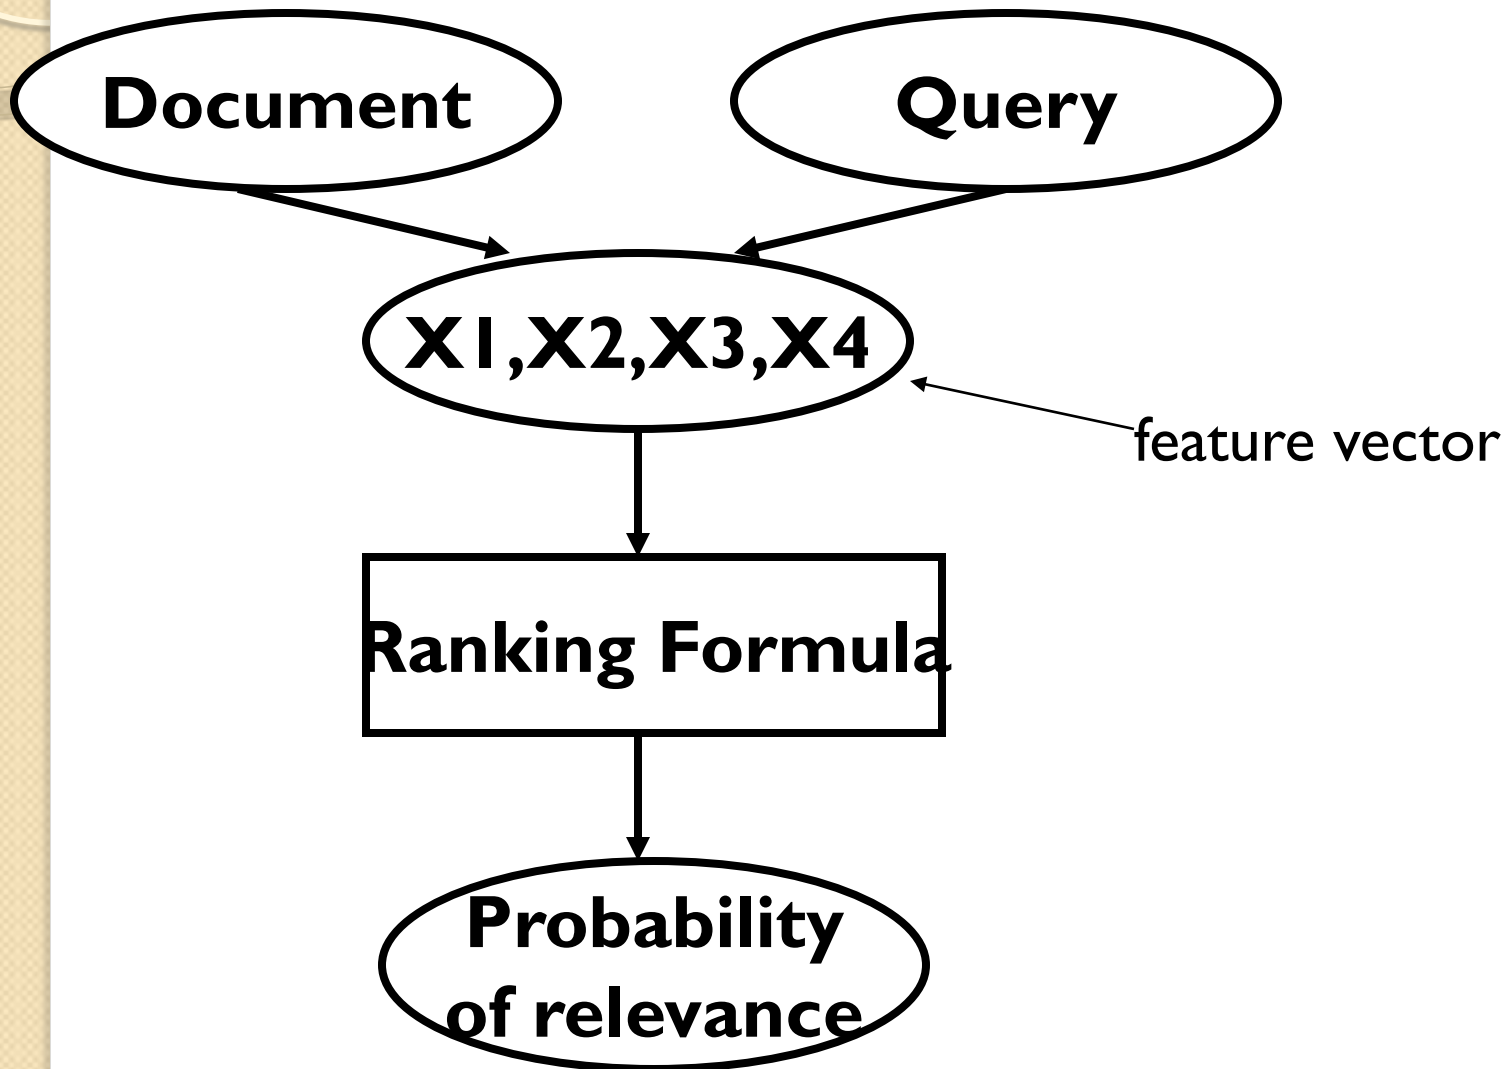 Document
Query
X1,X2,X3,X4
feature vector
Ranking Formula
Probability
of relevance